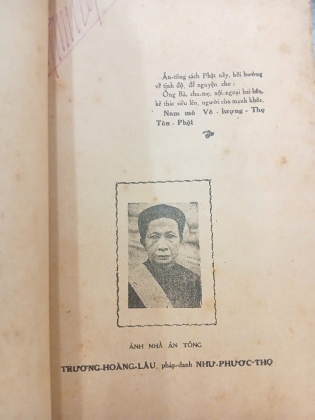 Ấn-tống sách Phật nầy, hồi hướng
về tịnh độ, để nguyện cho :
Ông Bà, cha-mẹ, nội-ngoại hai bên,
kẻ thác siêu lên, người còn mạnh khỏe.
Nam mô Vô - lượng - Thọ
Tôn - Phật
ẢNH NHÀ ẤN TỐNG
TRƯƠNG-HOÀNG-LÂU, pháp-danh NHƯ-PHƯỚC-THỌ